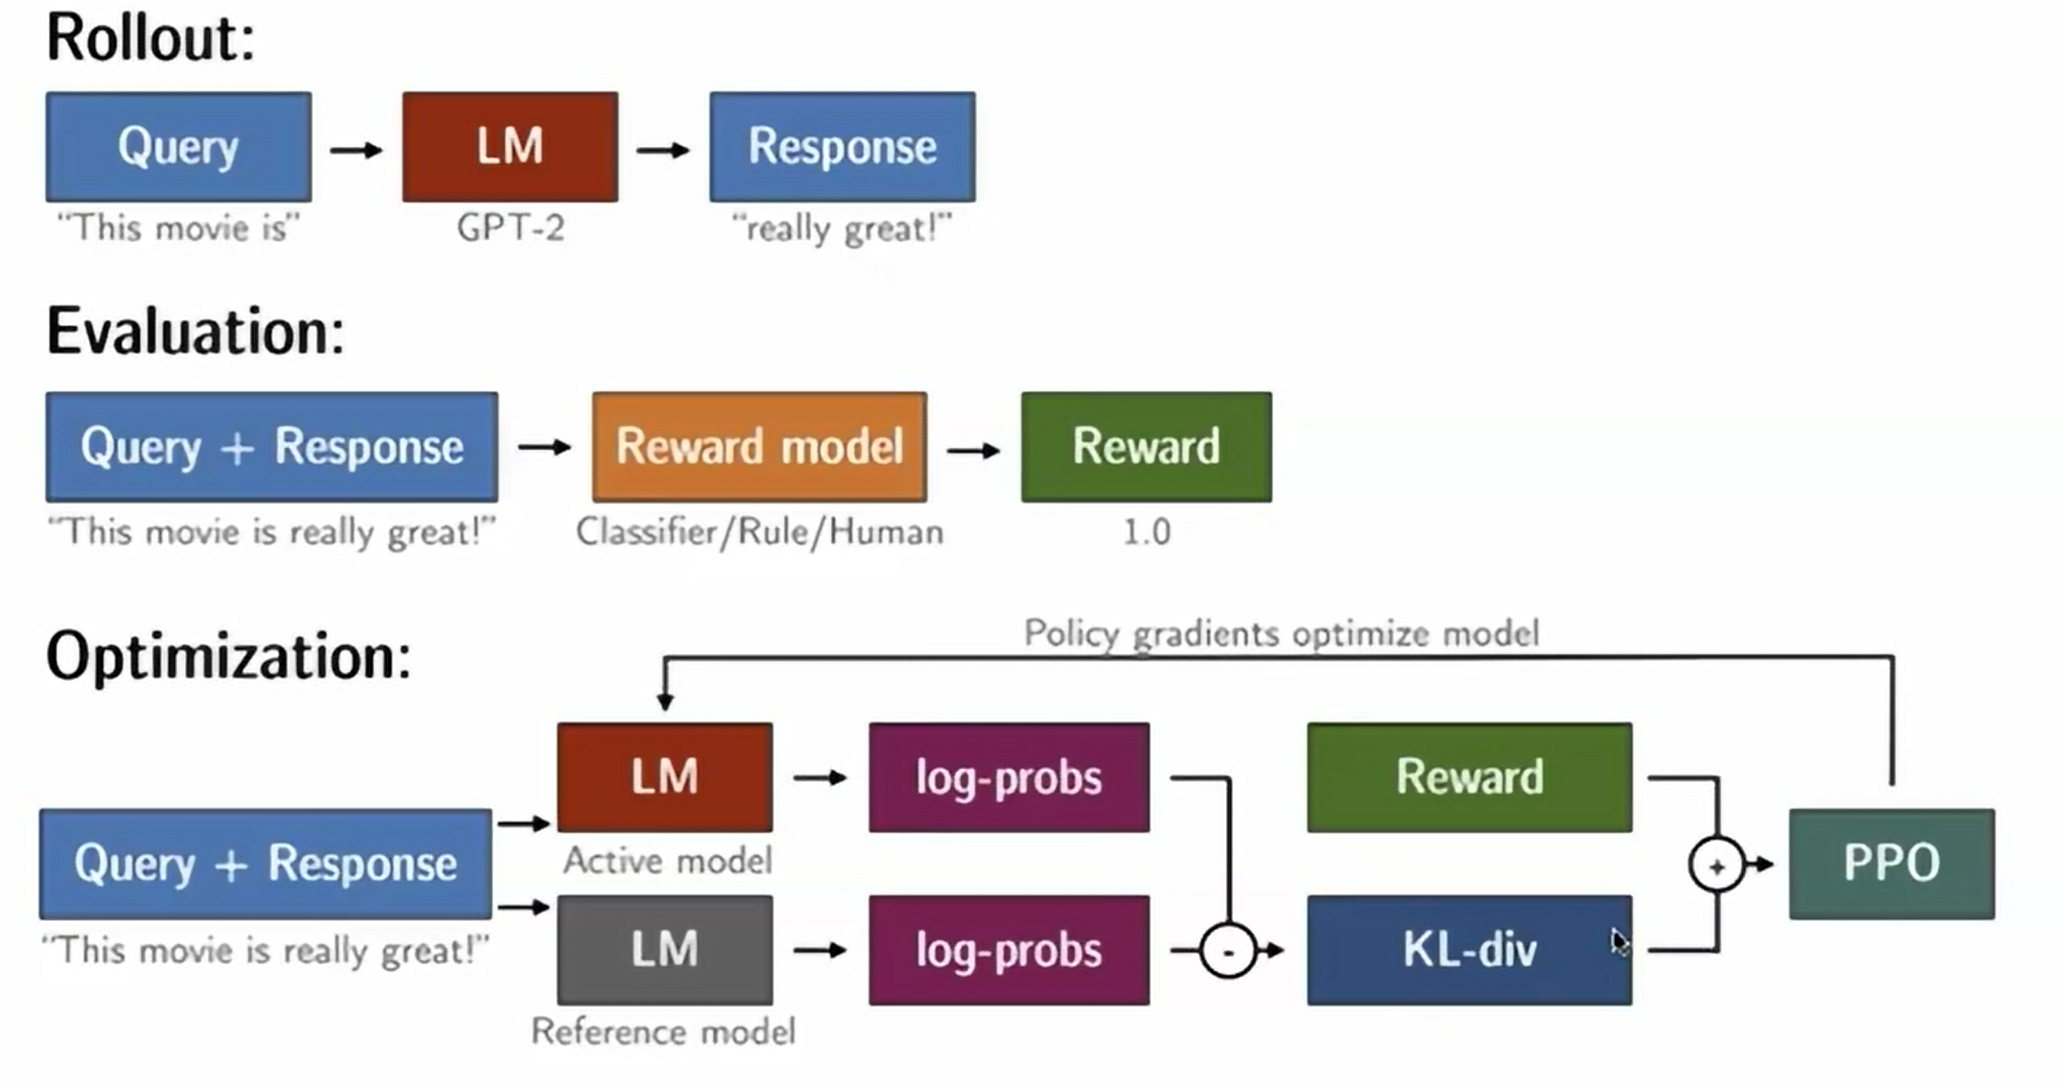 Rollout:
Query
LM
Response
“This movie is”
GPT-2
“really great!”
Evaluation:
Query + Response
Reward model
Reward
“This movie is really great!”
Classifier/Rule/Human
1.0
Optimization:
Policy gradients optimize model
LM
log-probs
Reward
Active model
Query + Response
+
PPO
“This movie is really great!”
LM
log-probs
-
KL-div
Reference model